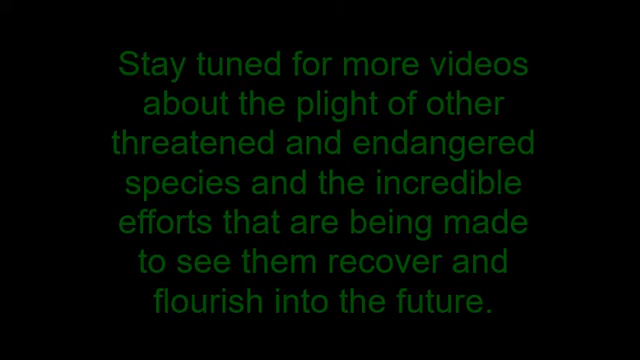 Stay tuned for more videos
about the plight of other
threatened and endangered
species and the incredible
efforts that are being made
to see them recover and
flourish into the future.